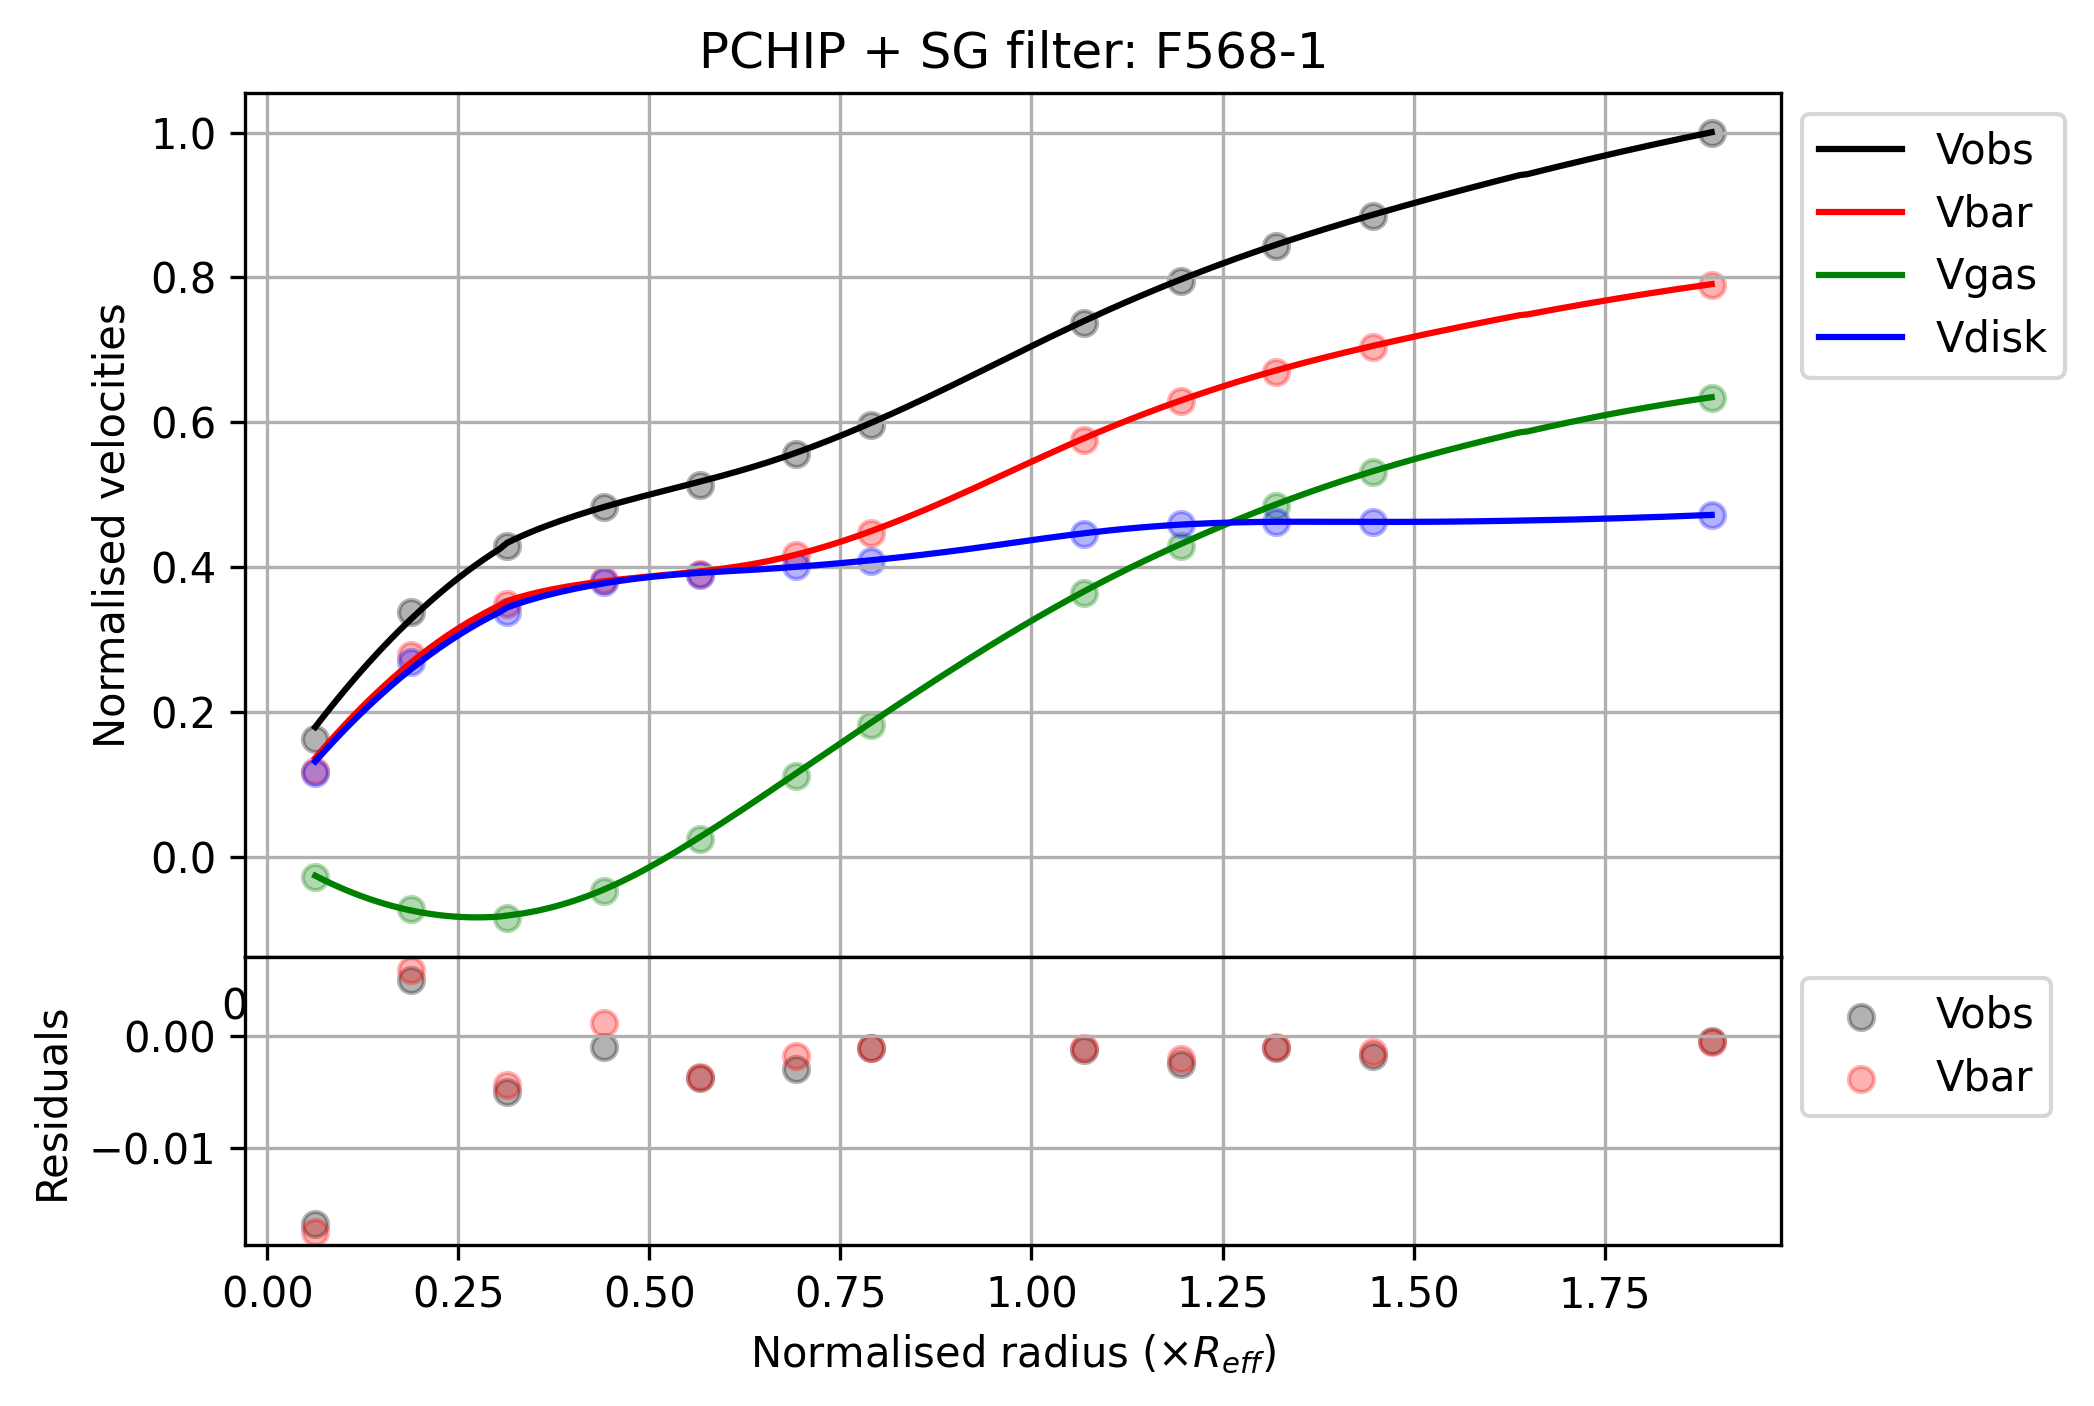 PCHIP + SG filter: F568-1
Normalised velocities
1.0
0.8
0.6
0.4
0.2
0.0
Vobs
Vbar
Vgas
Vdisk
Residuals
0
0.00
−0.01
Vobs
Vbar
0.00 0.25 0.50 0.75 1.00 1.25 1.50 1.75
Normalised radius (×R_eff)